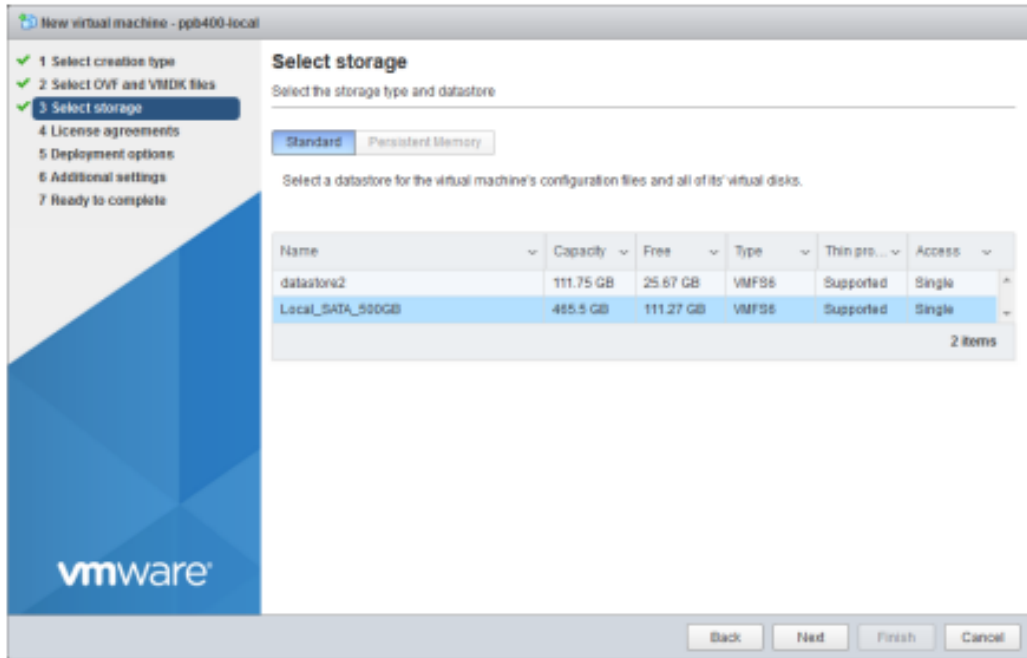 New virtual machine - ppb400-local
1 Select creation type
2 Select OVF and VMDK files
3 Select storage
4 License agreements
5 Deployment options
6 Additional settings
7 Ready to complete
vmware
Select storage
Select the storage type and datastore
Standard Persistent Memory
Select a datastore for the virtual machine's configuration files and all of its' virtual disks.
Name Capacity Free Type Thin pro... Access
datastore2 111.75 GB 25.67 GB VMFS6 Supported Single
Local_SATA_500GB 465.5 GB 111.27 GB VMFS6 Supported Single
2 items
Back Next Finish Cancel